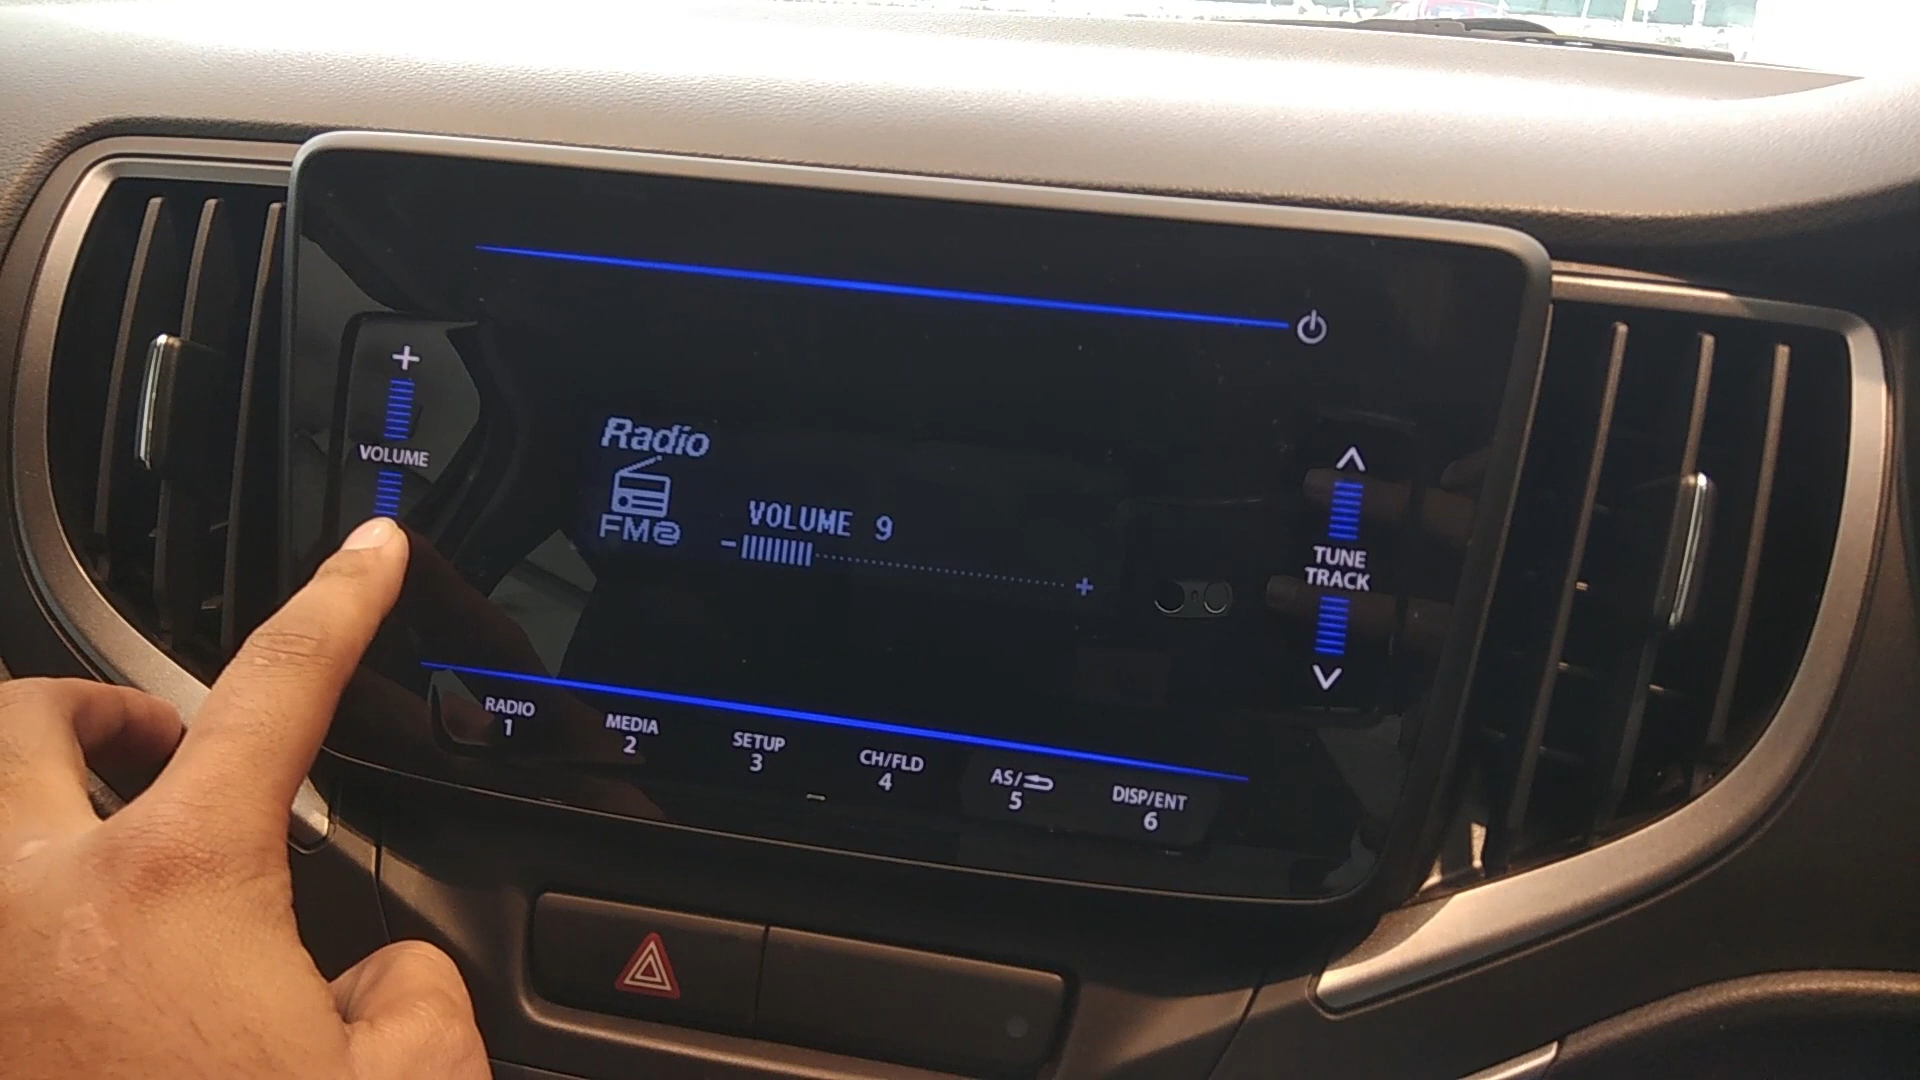 +
VOLUME
Radio
FM2
VOLUME 9
- +
TUNE
TRACK
RADIO
1
MEDIA
2
SETUP
3
CH/FLD
4
AS/
5
DISP/ENT
6